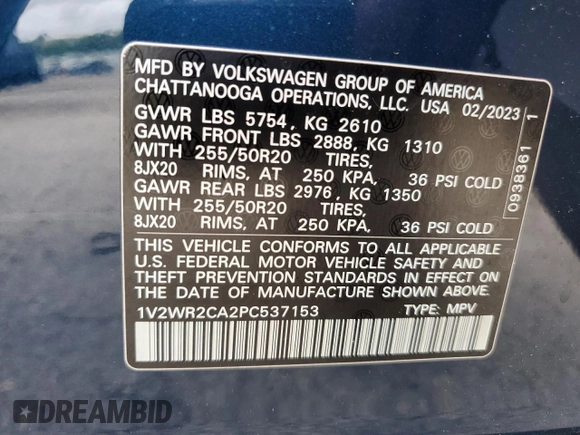 MFD BY VOLKSWAGEN GROUP OF AMERICA
CHATTANOOGA OPERATIONS, LLC. USA 02/2023
GVWR LBS 5754, KG 2610
GAWR FRONT LBS 2888, KG 1310
WITH 255/50R20 TIRES,
8JX20 RIMS, AT 250 KPA, 36 PSI COLD
GAWR REAR LBS 2976, KG 1350
WITH 255/50R20 TIRES,
8JX20 RIMS, AT 250 KPA, 36 PSI COLD
THIS VEHICLE CONFORMS TO ALL APPLICABLE
U.S. FEDERAL MOTOR VEHICLE SAFETY AND
THEFT PREVENTION STANDARDS IN EFFECT ON
THE DATE OF MANUFACTURE SHOWN ABOVE.
1V2WR2CA2PC537153 TYPE: MPV
0938361 1
DREAMBID